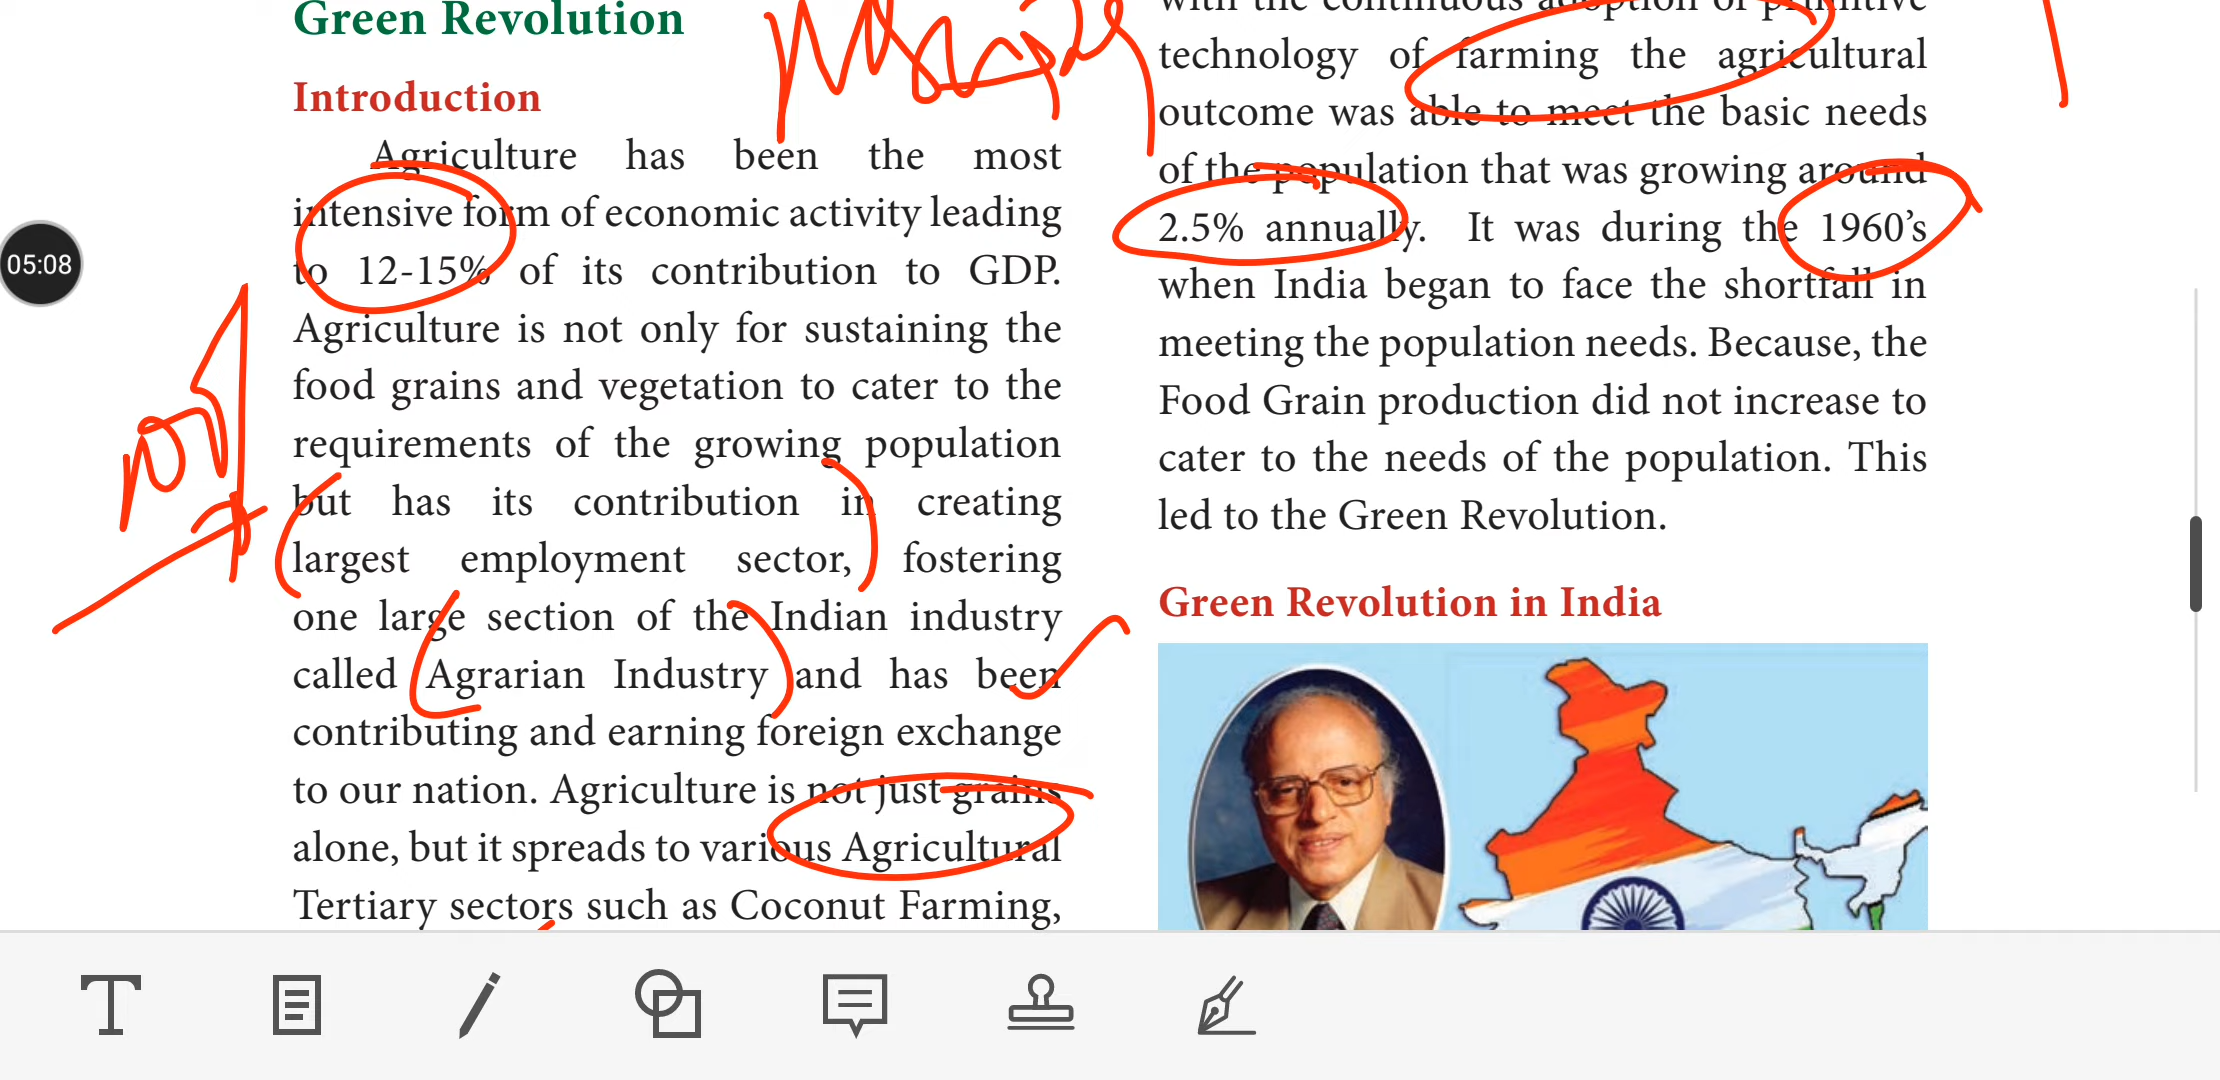 Green Revolution
Introduction
Agriculture has been the most
intensive form of economic activity leading
to 12-15% of its contribution to GDP.
Agriculture is not only for sustaining the
food grains and vegetation to cater to the
requirements of the growing population
but has its contribution in creating
largest employment sector, fostering
one large section of the Indian industry
called Agrarian Industry and has been
contributing and earning foreign exchange
to our nation. Agriculture is not just grains
alone, but it spreads to various Agricultural
Tertiary sectors such as Coconut Farming,
with the continuous adoption of primitive
technology of farming the agricultural
outcome was able to meet the basic needs
of the population that was growing around
2.5% annually. It was during the 1960’s
when India began to face the shortfall in
meeting the population needs. Because, the
Food Grain production did not increase to
cater to the needs of the population. This
led to the Green Revolution.
Green Revolution in India
05:08